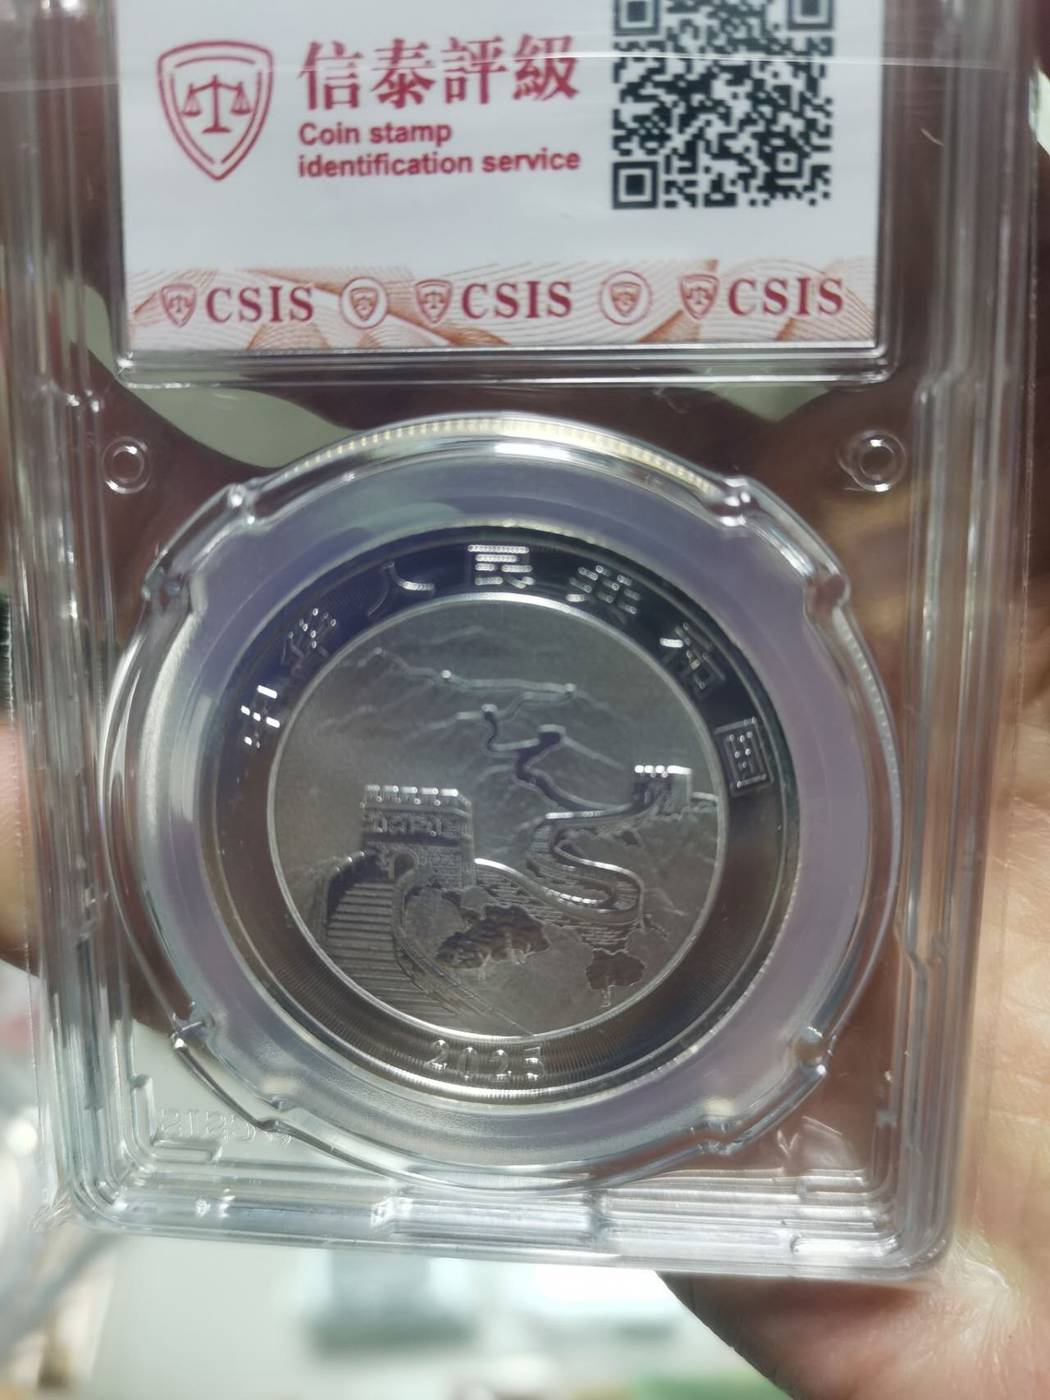 信泰評級
Coin stamp
identification service
CSIS CSIS CSIS
中华人民共和国
2025
CSIS